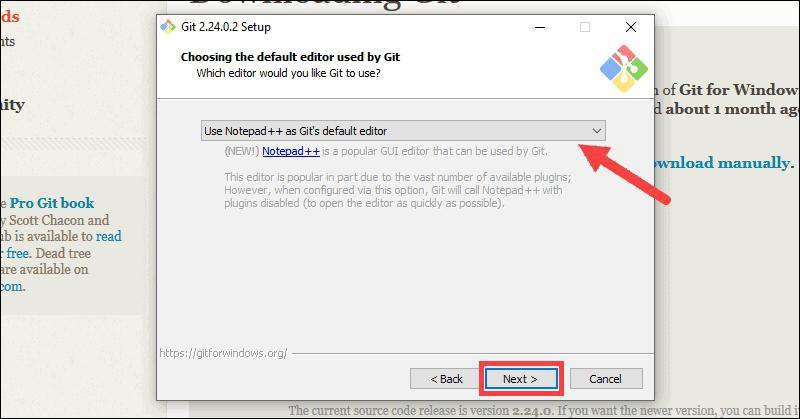 Downloading Git
ds
nts
nity
e Pro Git book
y Scott Chacon and
ub is available to read
r free. Dead tree
are available on
com.
Git 2.24.0.2 Setup
Choosing the default editor used by Git
Which editor would you like Git to use?
Use Notepad++ as Git's default editor
(NEW!) Notepad++ is a popular GUI editor that can be used by Git.
This editor is popular in part due to the vast number of available plugins;
However, when configured via this option, Git will call Notepad++ with
plugins disabled (to open the editor as quickly as possible).
https://gitforwindows.org/
< Back
Next >
Cancel
n of Git for Window
d about 1 month ago
ownload manually.
The current source code release is version 2.24.0. If you want the newer version, you can build i